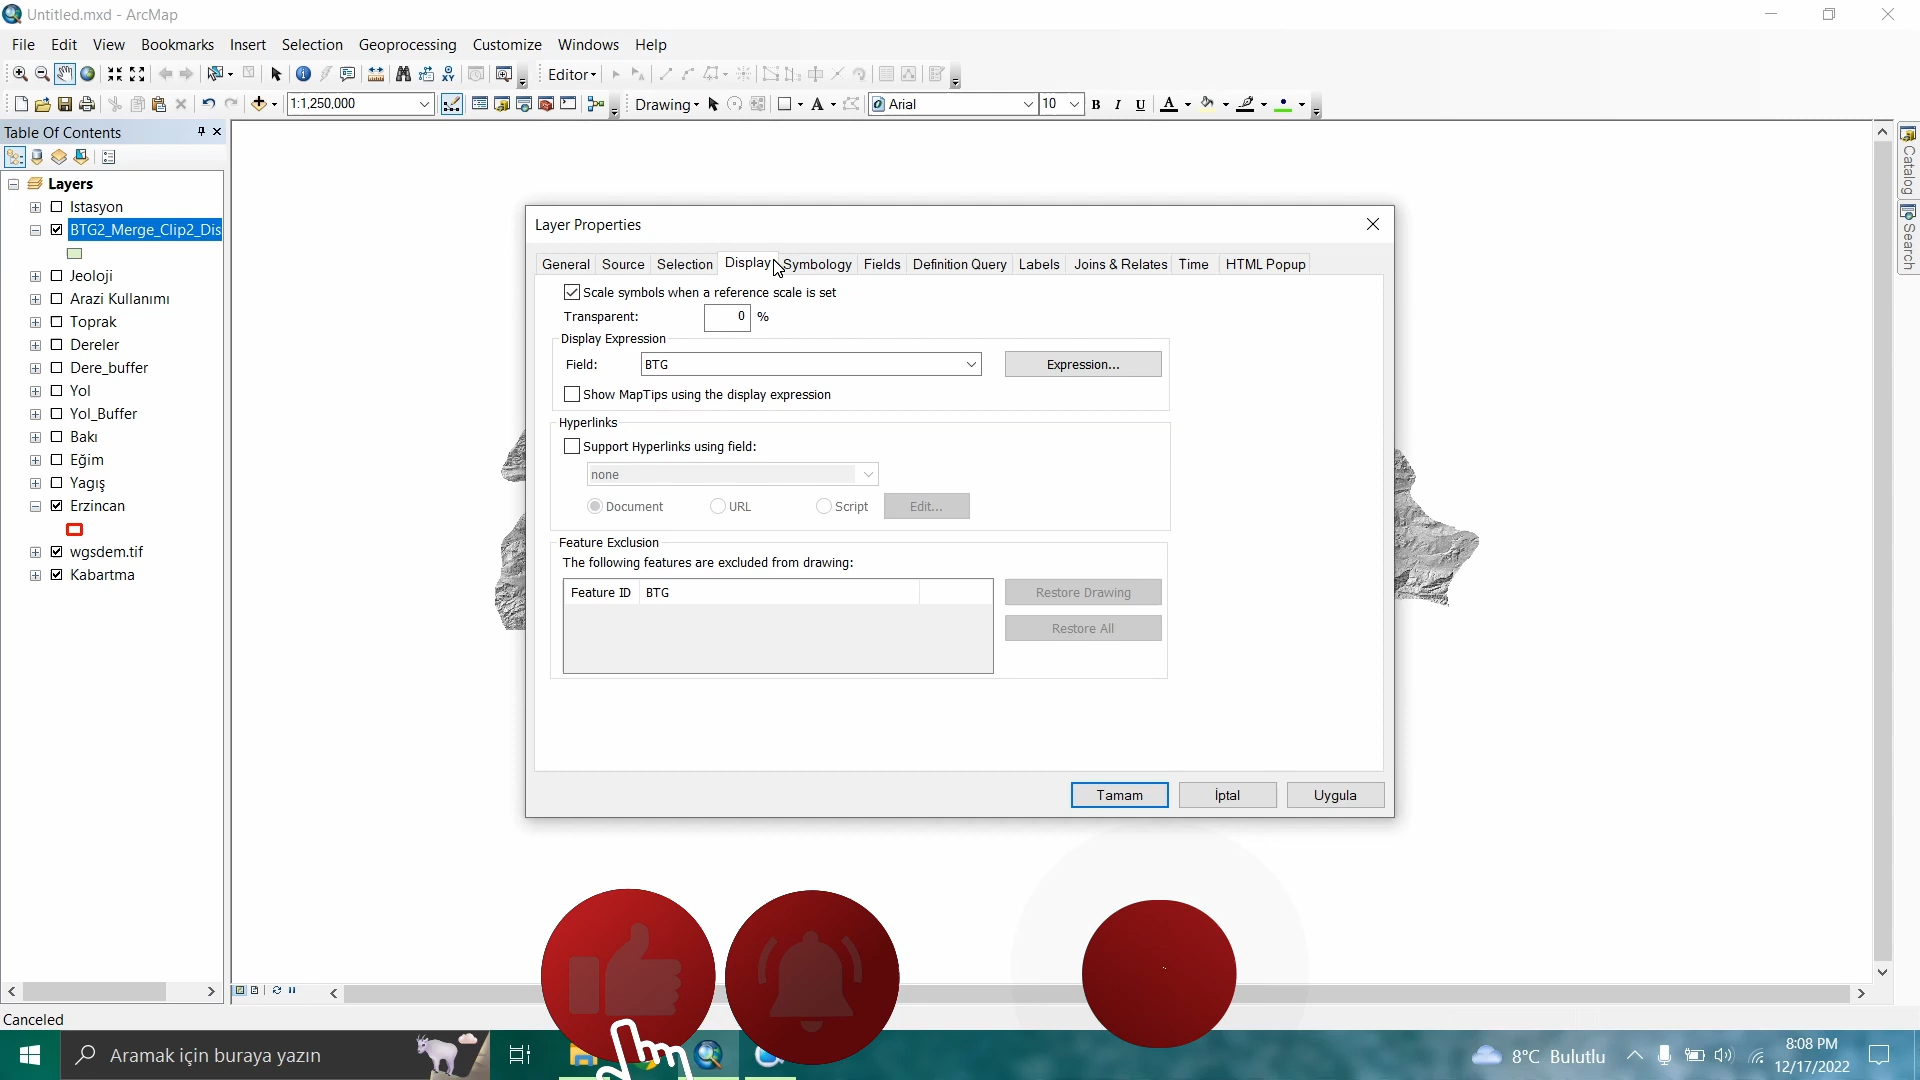 Untitled.mxd - ArcMap
File Edit View Bookmarks Insert Selection Geoprocessing Customize Windows Help
Editor
1:1,250,000
Drawing
A
Arial
10
B I U A
Table Of Contents
Layers
Istasyon
BTG2_Merge_Clip2_Dis
Jeoloji
Arazi Kullanımı
Toprak
Dereler
Dere_buffer
Yol
Yol_Buffer
Bakı
Eğim
Yagış
Erzincan
wgsdem.tif
Kabartma
Catalog
Search
Layer Properties
General Source Selection Display Symbology Fields Definition Query Labels Joins & Relates Time HTML Popup
Scale symbols when a reference scale is set
Transparent: 0 %
Display Expression
Field: BTG Expression...
Show MapTips using the display expression
Hyperlinks
Support Hyperlinks using field:
none
Document URL Script Edit...
Feature Exclusion
The following features are excluded from drawing:
Feature ID BTG
Restore Drawing
Restore All
Tamam İptal Uygula
Canceled
Aramak için buraya yazın
8°C Bulutlu
8:08 PM
12/17/2022